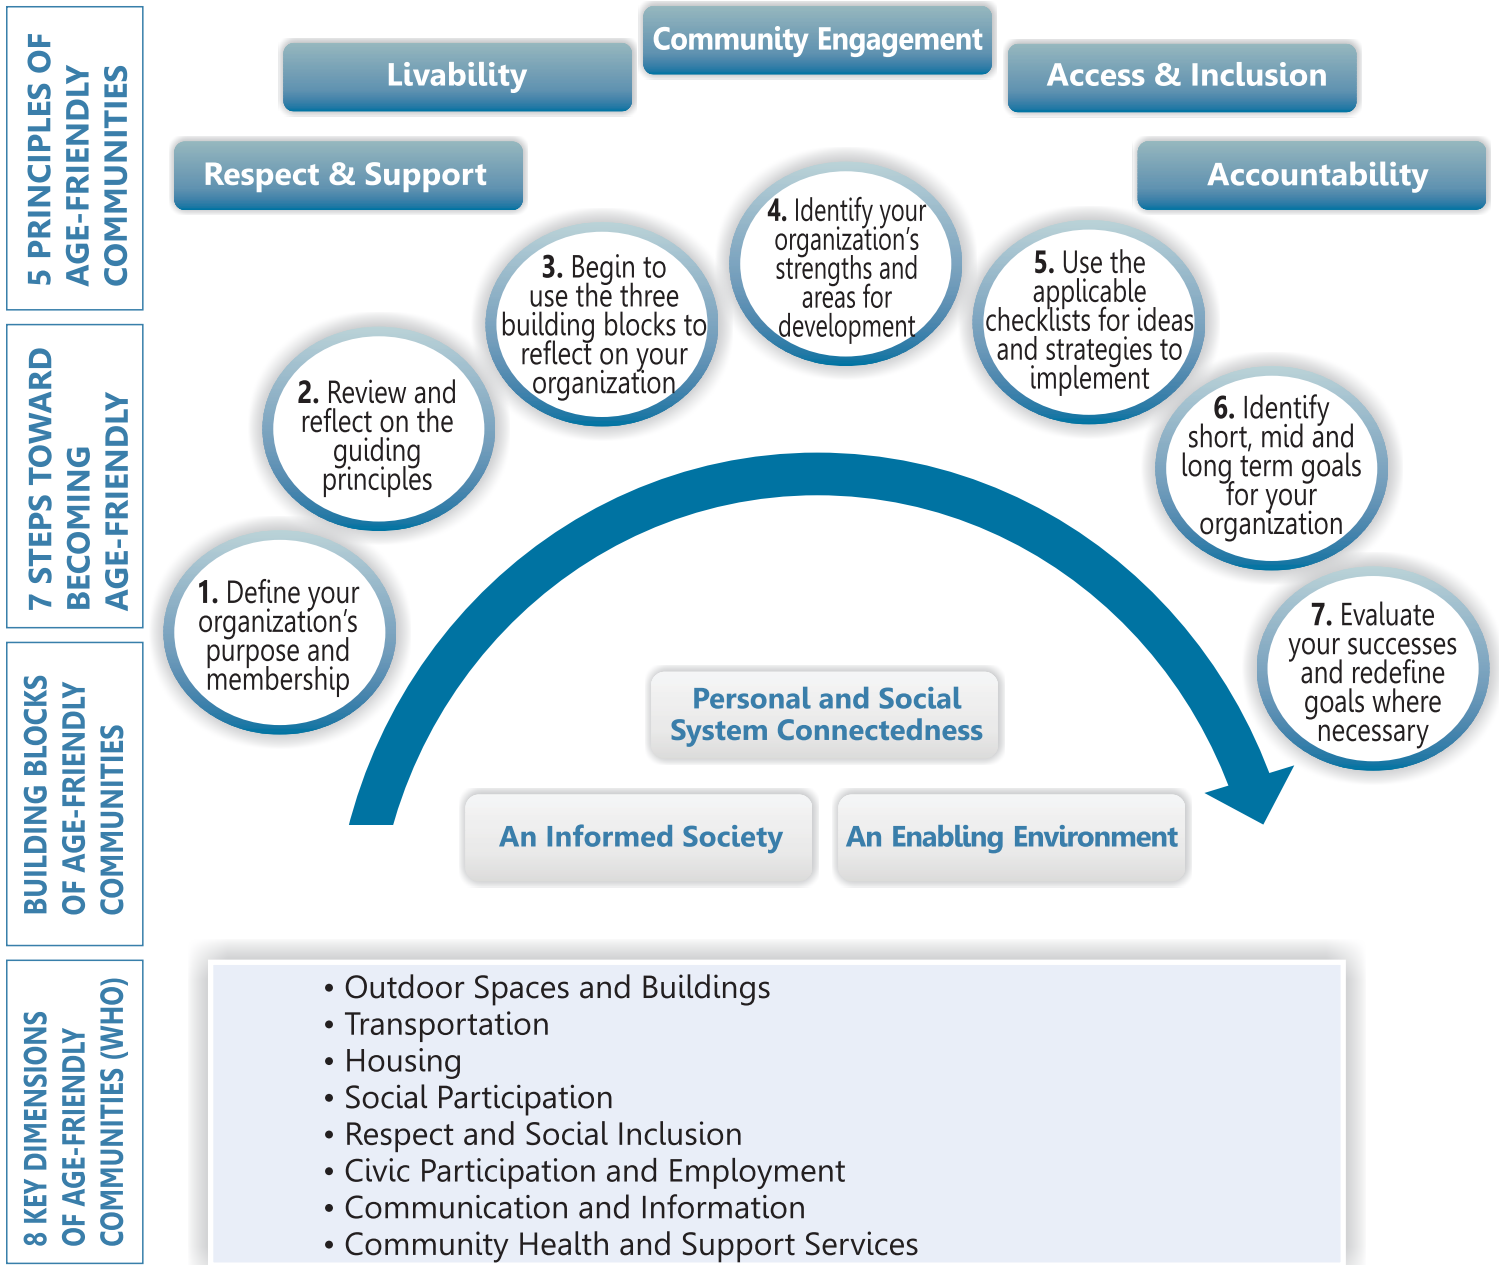 5 PRINCIPLES OF
AGE-FRIENDLY
COMMUNITIES
Respect & Support
Livability
Community Engagement
Access & Inclusion
Accountability
7 STEPS TOWARD
BECOMING
AGE-FRIENDLY
1. Define your
organization's
purpose and
membership
2. Review and
reflect on the
guiding
principles
3. Begin to
use the three
building blocks to
reflect on your
organization
4. Identify your
organization's
strengths and
areas for
development
5. Use the
applicable
checklists for ideas
and strategies to
implement
6. Identify
short, mid and
long term goals
for your
organization
7. Evaluate
your successes
and redefine
goals where
necessary
BUILDING BLOCKS
OF AGE-FRIENDLY
COMMUNITIES
Personal and Social
System Connectedness
An Informed Society
An Enabling Environment
8 KEY DIMENSIONS
OF AGE-FRIENDLY
COMMUNITIES (WHO)
• Outdoor Spaces and Buildings
• Transportation
• Housing
• Social Participation
• Respect and Social Inclusion
• Civic Participation and Employment
• Communication and Information
• Community Health and Support Services